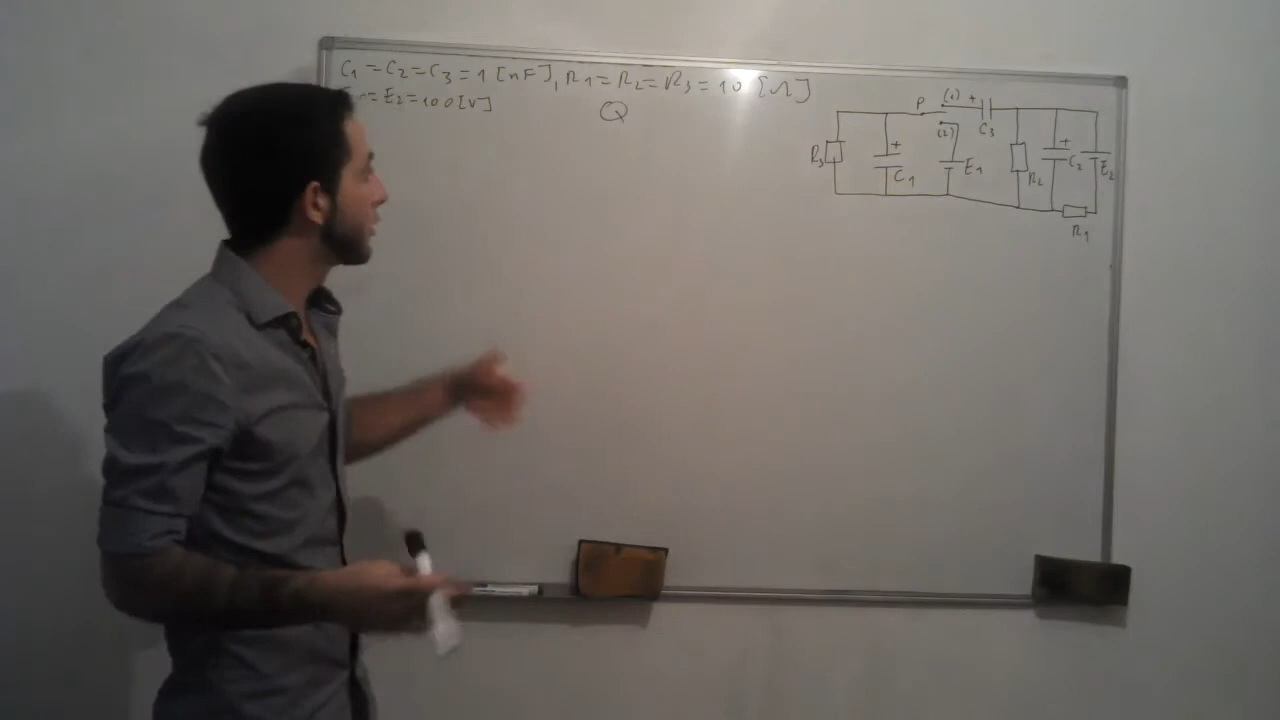 C1 = C2 = C3 = 1 [nF], R1 = R2 = R3 = 10 [Ω]
= E2 = 100 [V]
Q
P
(1)
+
C3
(2)
R3
+
C1
E1
R2
+
C2
E2
R1